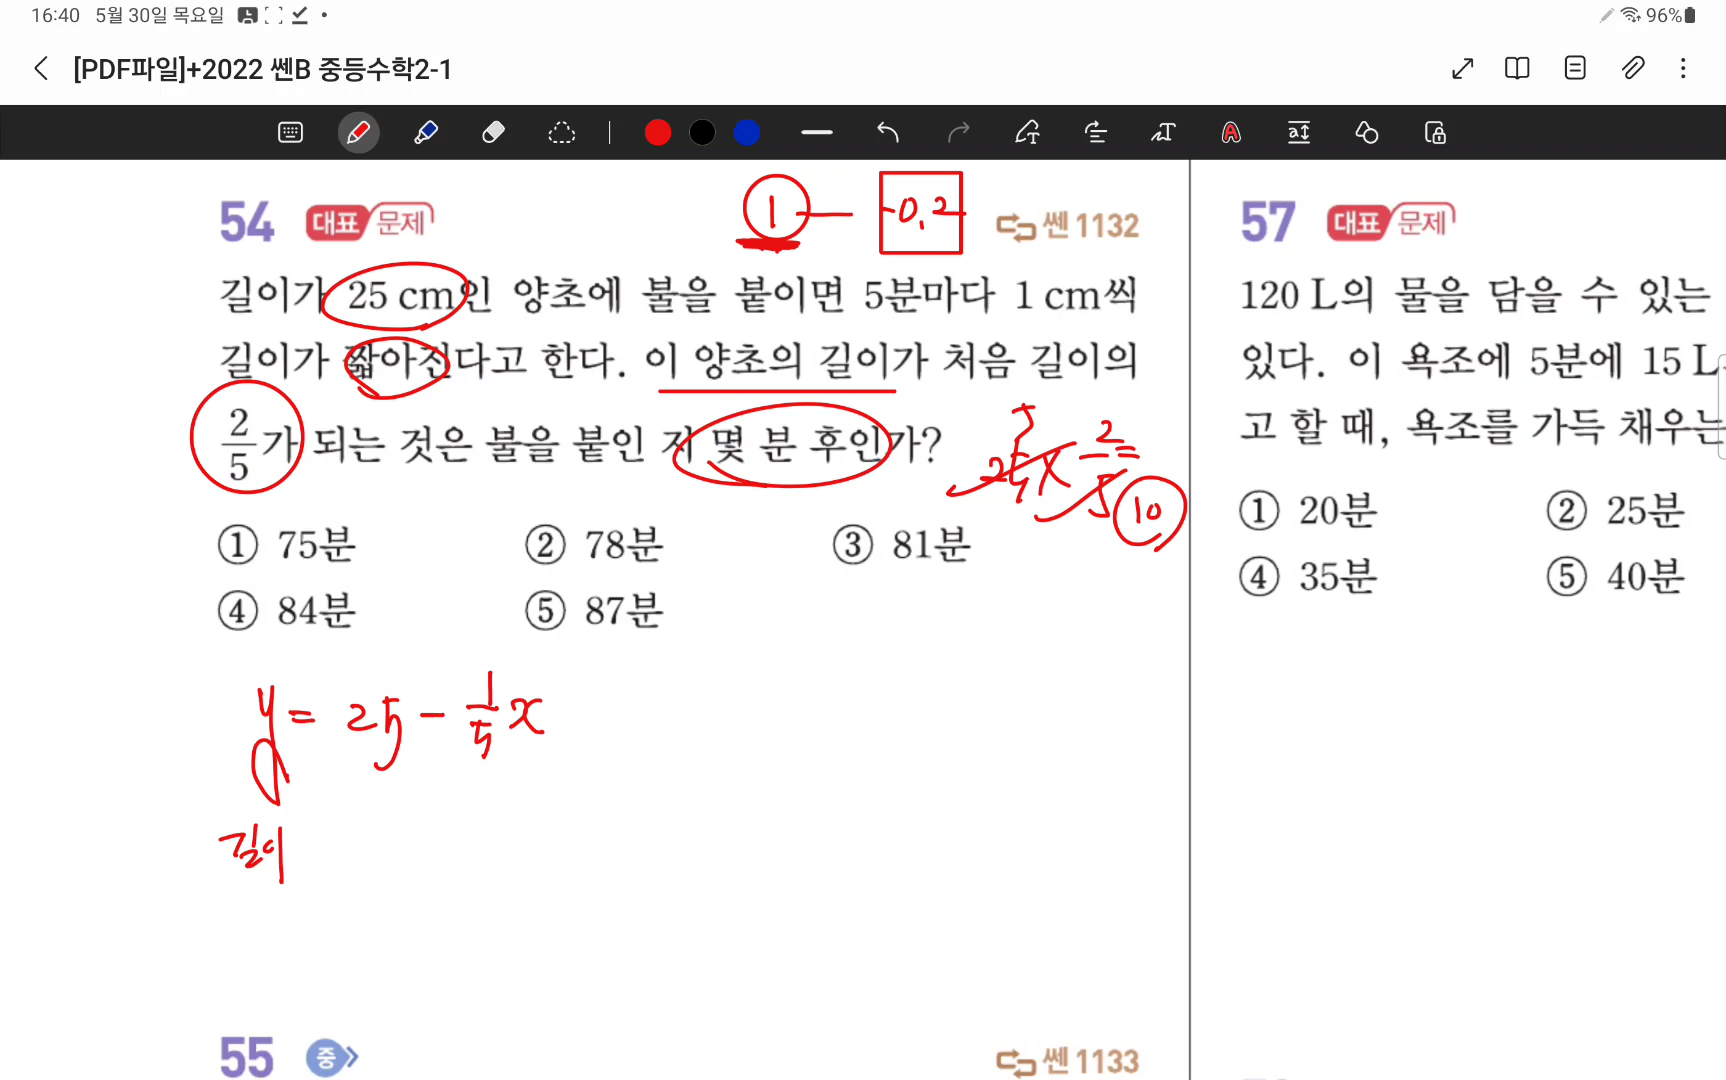 16:40 5월 30일 목요일
96%
[PDF파일]+2022 쎈B 중등수학2-1
54 대표 문제
1 -0.2
쎈 1132
길이가 25 cm인 양초에 불을 붙이면 5분마다 1 cm씩
길이가 짧아진다고 한다. 이 양초의 길이가 처음 길이의
2/5가 되는 것은 불을 붙인 지 몇 분 후인가?
25 × 2/5 = 10
5
① 75분 ② 78분 ③ 81분
④ 84분 ⑤ 87분
y = 25 - 1/5 x
길이
55 중
쎈 1133
57 대표 문제
120 L의 물을 담을 수 있는
있다. 이 욕조에 5분에 15 L
고 할 때, 욕조를 가득 채우는
① 20분 ② 25분
④ 35분 ⑤ 40분